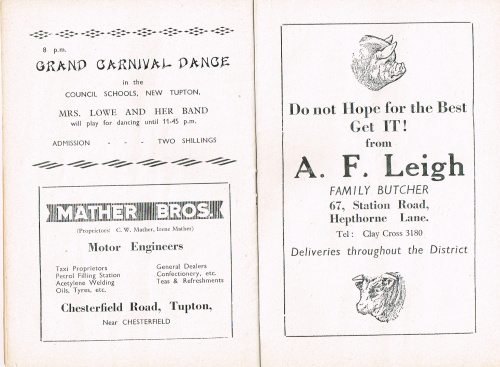 8 p.m.
GRAND CARNIVAL DANCE
in the
COUNCIL SCHOOLS, NEW TUPTON,
MRS. LOWE AND HER BAND
will play for dancing until 11-45 p.m.
ADMISSION - - - TWO SHILLINGS
MATHER BROS.
(Proprietors: C. W. Mather, Irene Mather)
Motor Engineers
Taxi Proprietors
Petrol Filling Station
Acetylene Welding
Oils, Tyres, etc.
General Dealers
Confectionery, etc.
Teas & Refreshments
Chesterfield Road, Tupton,
Near CHESTERFIELD
Do not Hope for the Best
Get IT!
from
A. F. Leigh
FAMILY BUTCHER
67, Station Road,
Hepthorne Lane.
Tel: Clay Cross 3180
Deliveries throughout the District